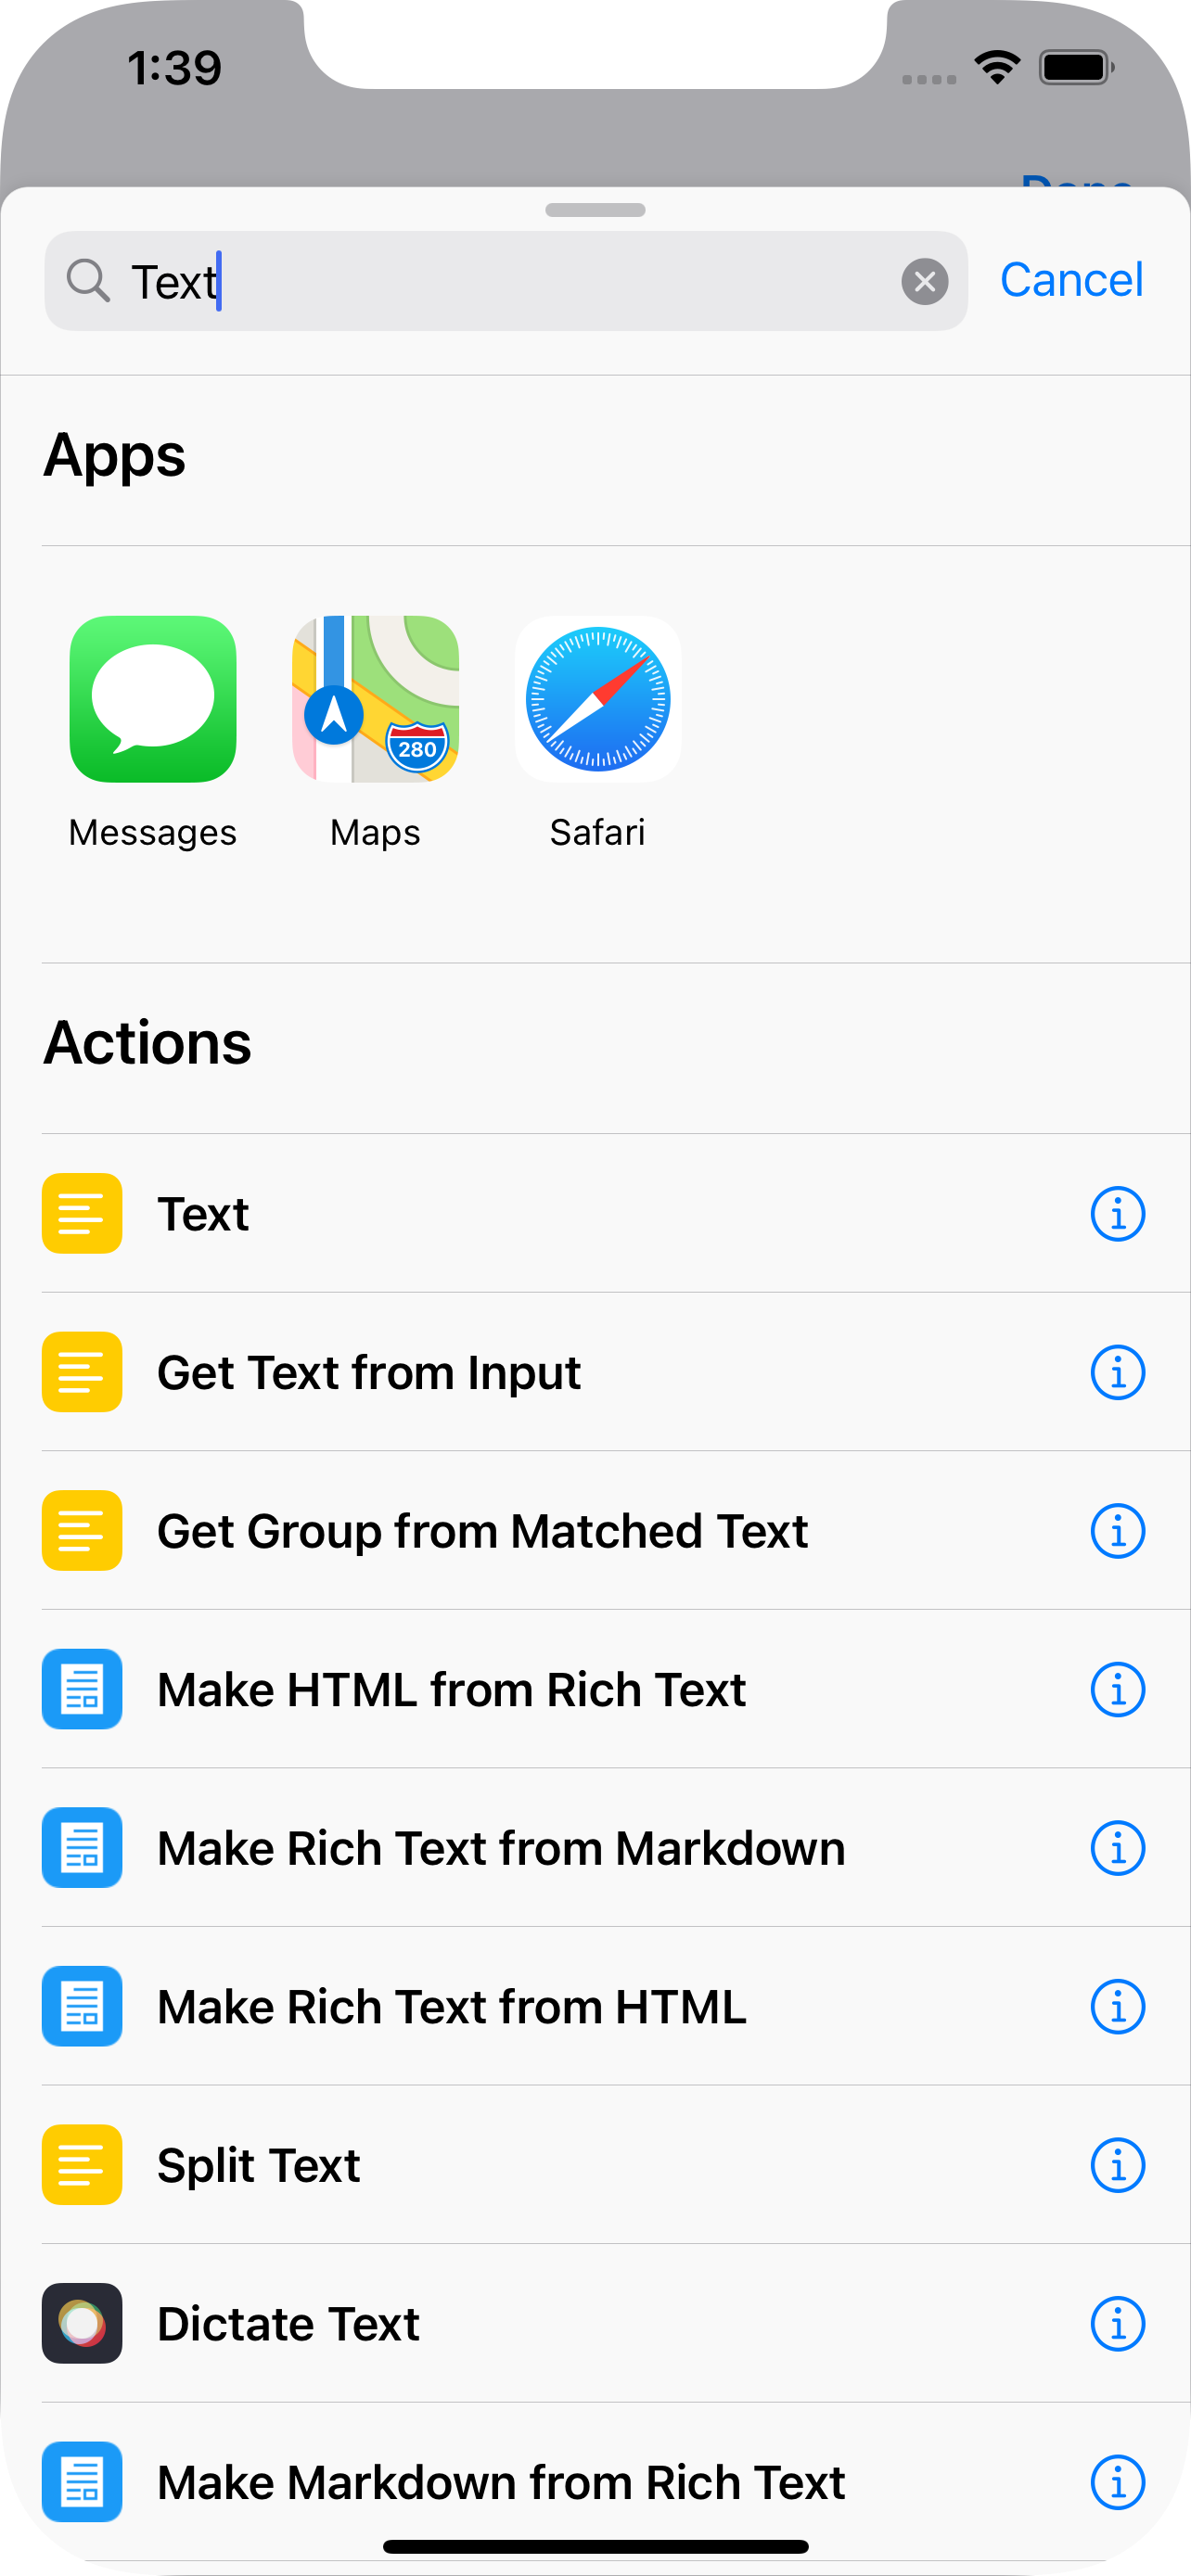 1:39
Done
Text
Cancel
Apps
280
Messages
Maps
Safari
Actions
Text
Get Text from Input
Get Group from Matched Text
Make HTML from Rich Text
Make Rich Text from Markdown
Make Rich Text from HTML
Split Text
Dictate Text
Make Markdown from Rich Text